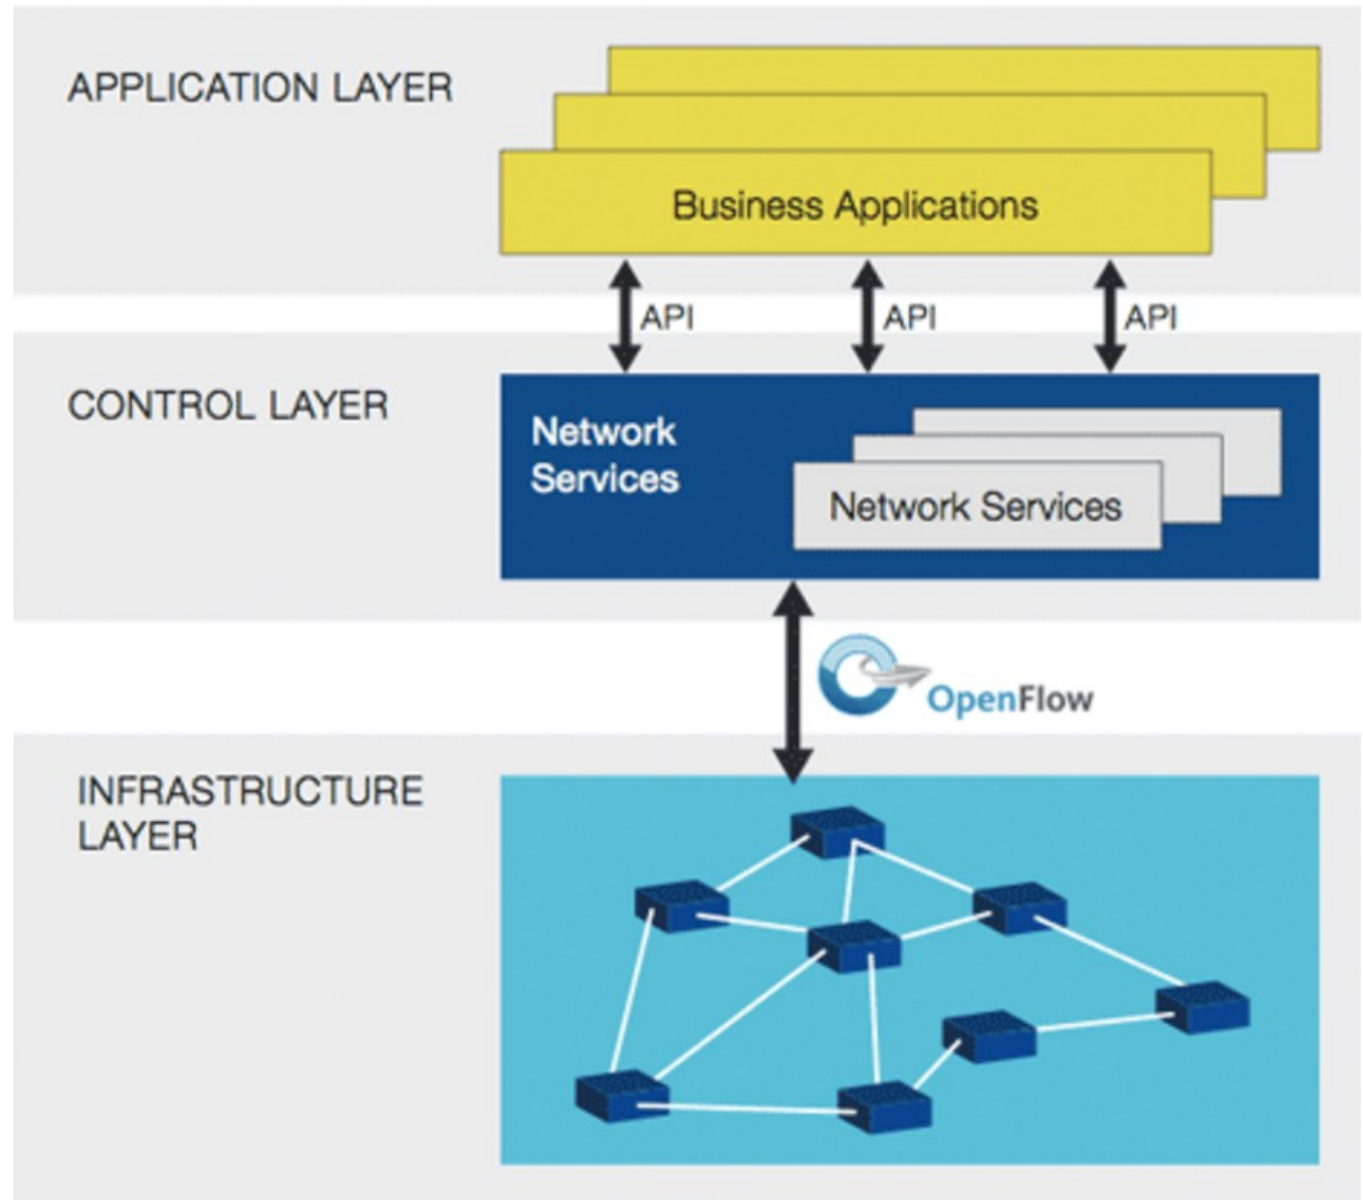 APPLICATION LAYER
Business Applications
API API API
CONTROL LAYER
Network
Services
Network Services
OpenFlow
INFRASTRUCTURE
LAYER